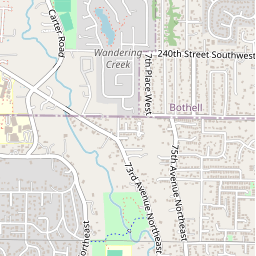 Carter Road
Wandering
Creek
7th Place West
240th Street Southwest
Bothell
73rd Avenue Northeast
75th Avenue Northeast